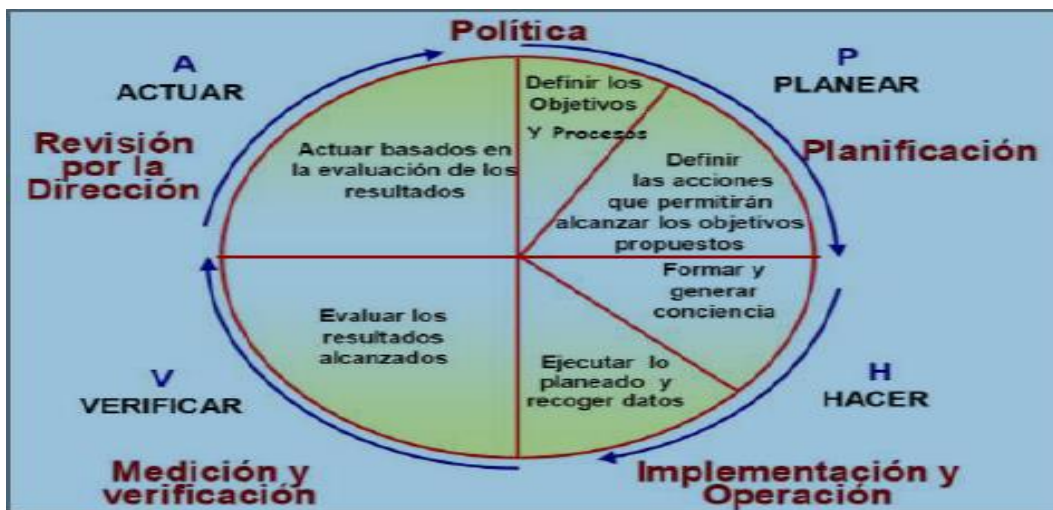 Política
P
PLANEAR
Planificación
Definir los
Objetivos
Y Procesos
Definir
las acciones
que permitirán
alcanzar los objetivos
propuestos
Formar y
generar
conciencia
Ejecutar lo
planeado y
recoger datos
H
HACER
Implementación y
Operación
Evaluar los
resultados
alcanzados
V
VERIFICAR
Medición y
verificación
Actuar basados en
la evaluación de los
resultados
A
ACTUAR
Revisión
por la
Dirección